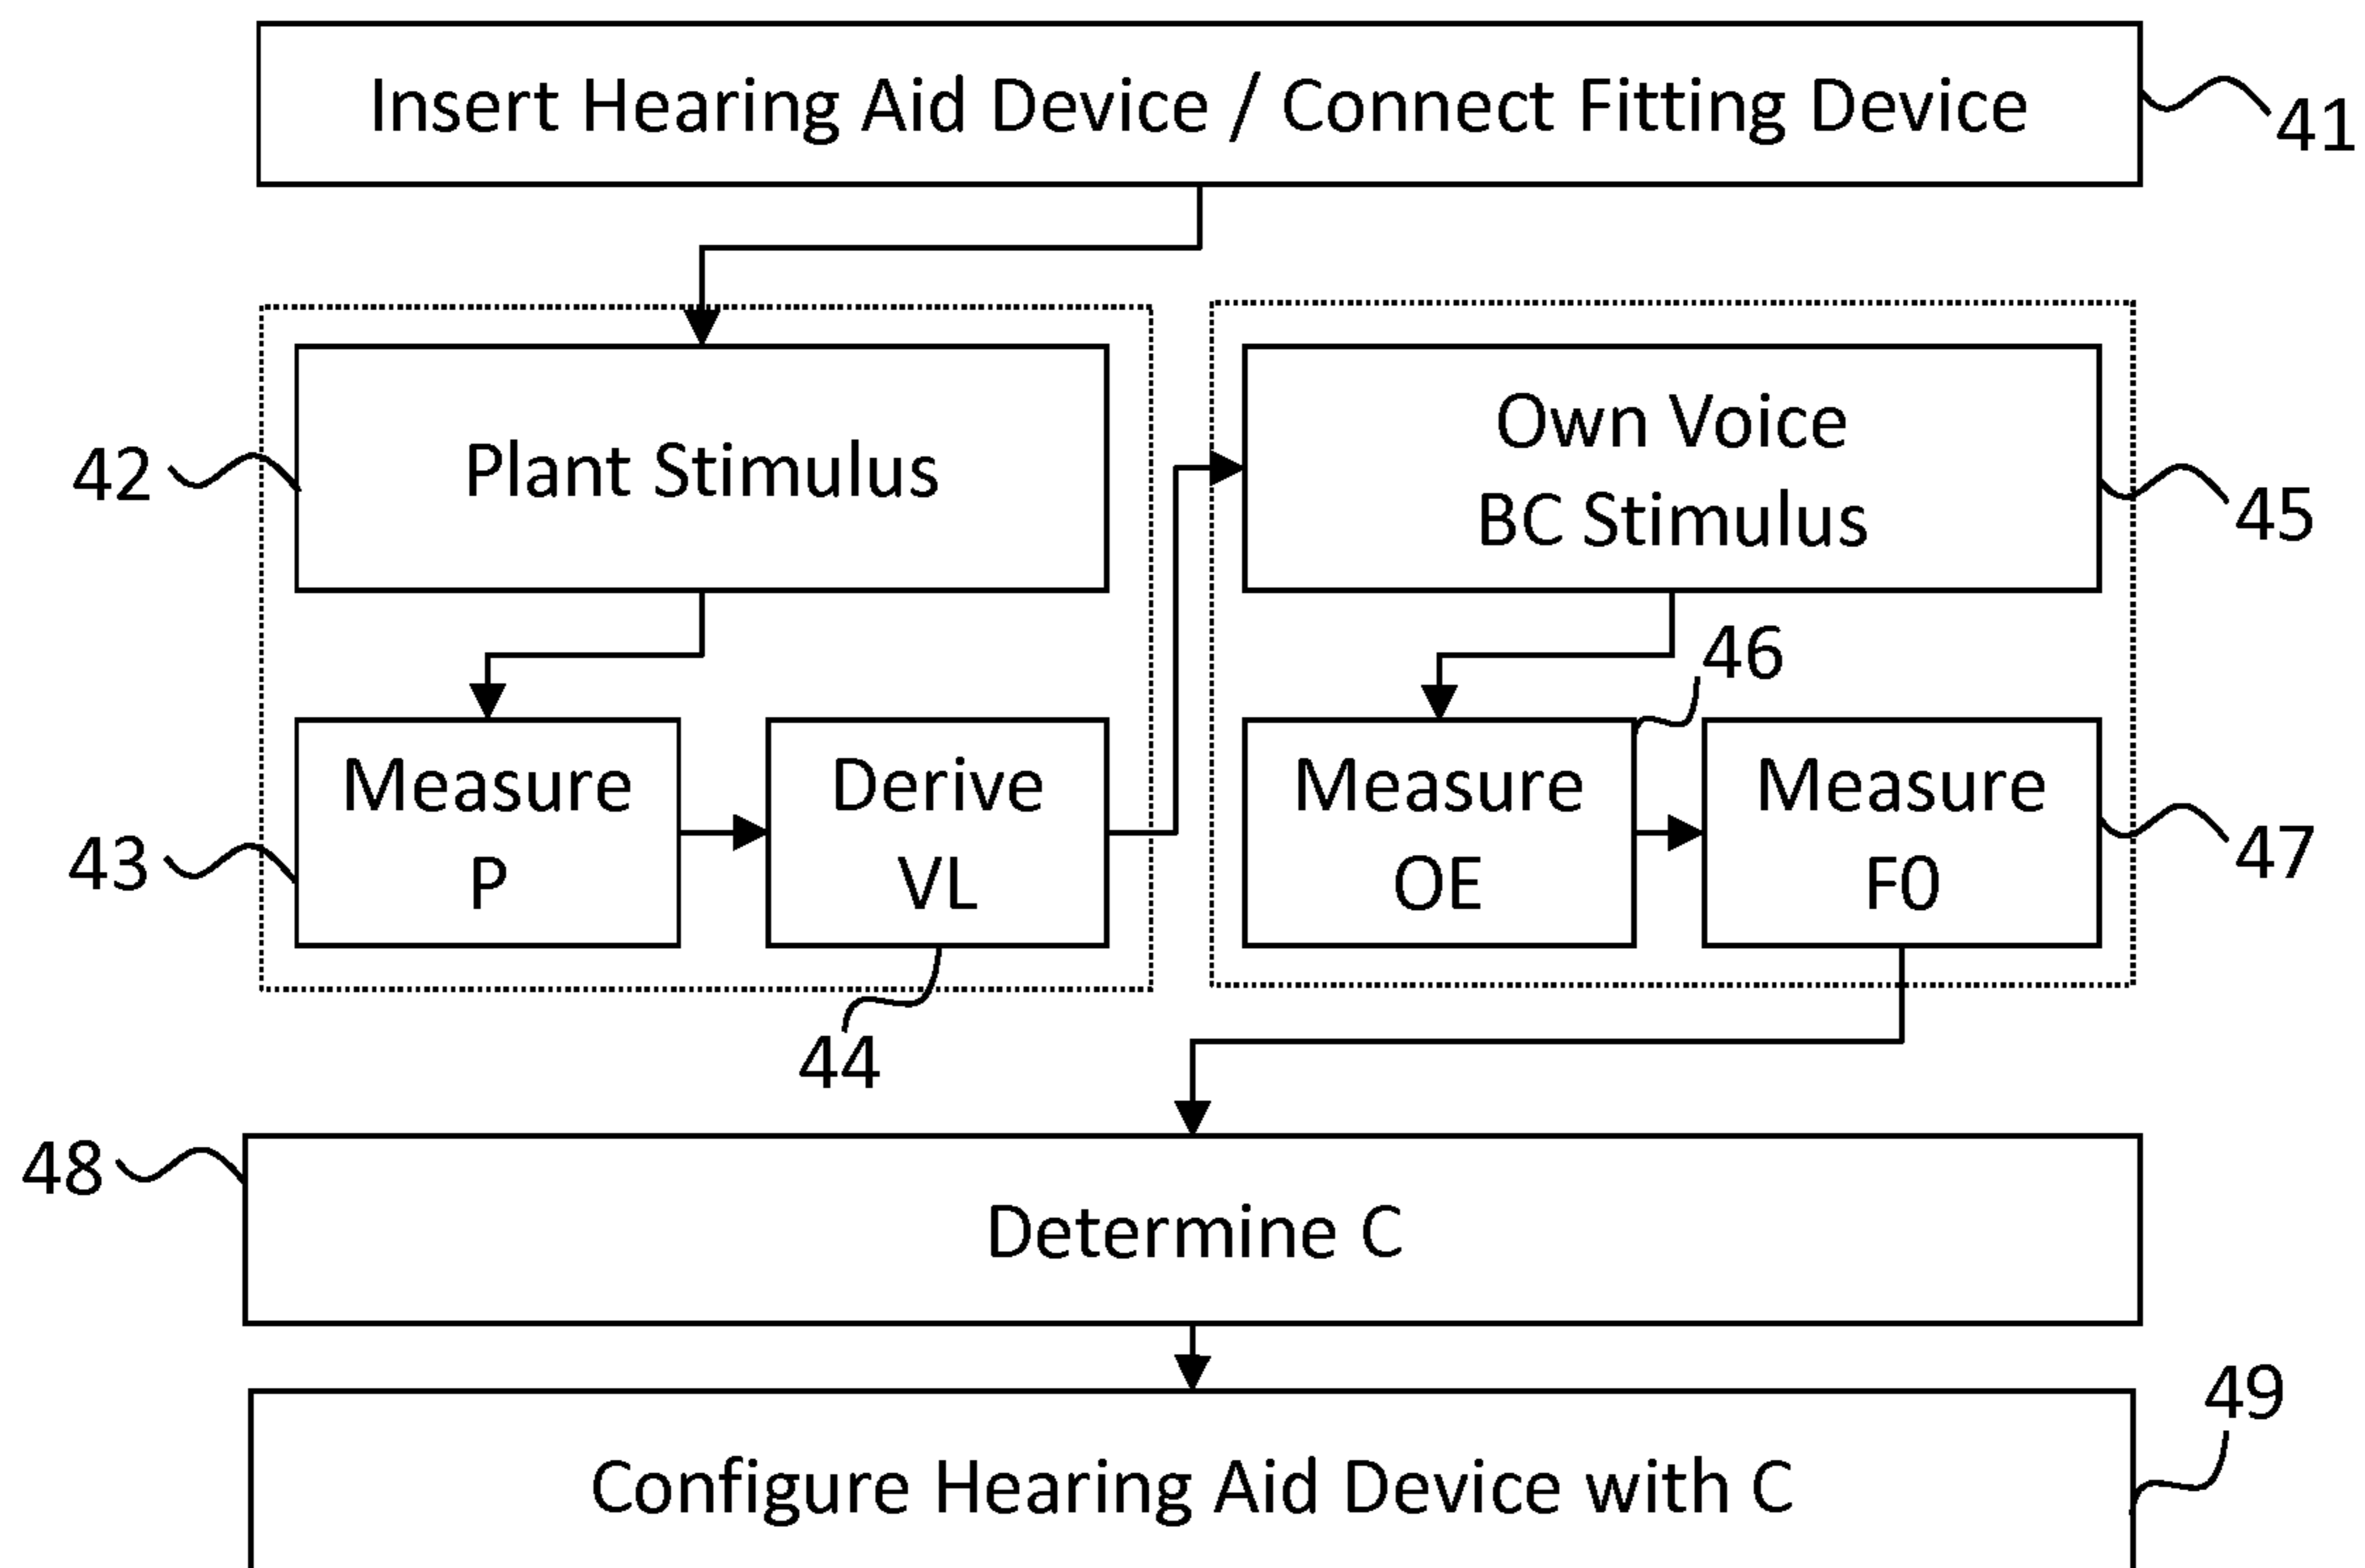 Insert Hearing Aid Device / Connect Fitting Device
41
42
Plant Stimulus
Own Voice
BC Stimulus
45
46
43
Measure
P
Derive
VL
Measure
OE
Measure
F0
47
44
48
Determine C
49
Configure Hearing Aid Device with C